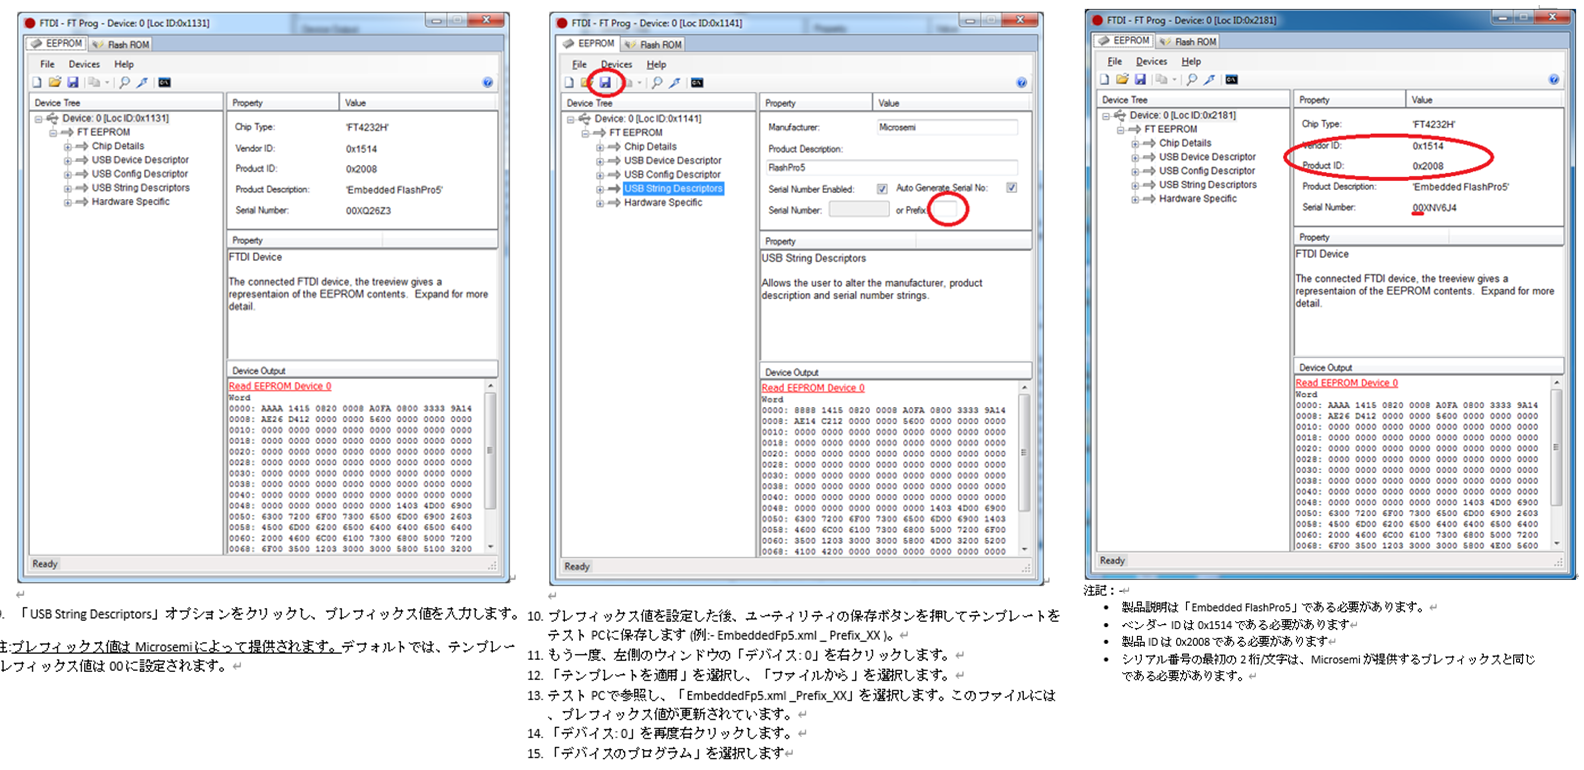 FTDI - FT Prog - Device: 0 [Loc ID:0x1131]
EEPROM Flash ROM
File Devices Help
Device Tree
Device: 0 [Loc ID:0x1131]
FT EEPROM
Chip Details
USB Device Descriptor
USB Config Descriptor
USB String Descriptors
Hardware Specific
Property Value
Chip Type: 'FT4232H'
Vendor ID: 0x1514
Product ID: 0x2008
Product Description: 'Embedded FlashPro5'
Serial Number: 00XQ26Z3
Property
FTDI Device
The connected FTDI device, the treeview gives a
representaion of the EEPROM contents. Expand for more
detail.
Device Output
Read EEPROM Device 0
Word
0000: AAAA 1415 0820 0008 A0FA 0800 3333 9A14
0008: AE26 D412 0000 0000 5600 0000 0000 0000
0010: 0000 0000 0000 0000 0000 0000 0000 0000
0018: 0000 0000 0000 0000 0000 0000 0000 0000
0020: 0000 0000 0000 0000 0000 0000 0000 0000
0028: 0000 0000 0000 0000 0000 0000 0000 0000
0030: 0000 0000 0000 0000 0000 0000 0000 0000
0038: 0000 0000 0000 0000 0000 0000 0000 0000
0040: 0000 0000 0000 0000 0000 0000 0000 0000
0048: 0000 0000 0000 0000 0000 1403 4D00 6900
0050: 6300 7200 6F00 7300 6500 6D00 6900 2603
0058: 4500 6D00 6200 6500 6400 6400 6500 6400
0060: 2000 4600 6C00 6100 7300 6800 5000 7200
0068: 6F00 3500 1203 3000 3000 5800 5100 3200
Ready
9. 「USB String Descriptors」オプションをクリックし、プレフィックス値を入力します。
注:プレフィックス値は Microsemi によって提供されます。デフォルトでは、テンプレー
レフィックス値は 00 に設定されます。
FTDI - FT Prog - Device: 0 [Loc ID:0x1141]
EEPROM Flash ROM
File Devices Help
Device Tree
Device: 0 [Loc ID:0x1141]
FT EEPROM
Chip Details
USB Device Descriptor
USB Config Descriptor
USB String Descriptors
Hardware Specific
Property Value
Manufacturer: Microsemi
Product Description:
FlashPro5
Serial Number Enabled: Auto Generate Serial No:
Serial Number: or Prefix
Property
USB String Descriptors
Allows the user to alter the manufacturer, product
description and serial number strings.
Device Output
Read EEPROM Device 0
Word
0000: 8888 1415 0820 0008 A0FA 0800 3333 9A14
0008: AE14 C212 0000 0000 5600 0000 0000 0000
0010: 0000 0000 0000 0000 0000 0000 0000 0000
0018: 0000 0000 0000 0000 0000 0000 0000 0000
0020: 0000 0000 0000 0000 0000 0000 0000 0000
0028: 0000 0000 0000 0000 0000 0000 0000 0000
0030: 0000 0000 0000 0000 0000 0000 0000 0000
0038: 0000 0000 0000 0000 0000 0000 0000 0000
0040: 0000 0000 0000 0000 0000 0000 0000 0000
0048: 0000 0000 0000 0000 0000 1403 4D00 6900
0050: 6300 7200 6F00 7300 6500 6D00 6900 1403
0058: 4600 6C00 6100 7300 6800 5000 7200 6F00
0060: 3500 1203 3000 3000 5800 4D00 3200 5200
0068: 4100 4200 0000 0000 0000 0000 0000 0000
Ready
10. プレフィックス値を設定した後、ユーティリティの保存ボタンを押してテンプレートを
テスト PCに保存します (例:- EmbeddedFp5.xml _ Prefix_XX )。
11. もう一度、左側のウィンドウの「デバイス: 0」を右クリックします。
12. 「テンプレートを適用」を選択し、「ファイルから」を選択します。
13. テスト PC で参照し、「EmbeddedFp5.xml _Prefix_XX」を選択します。このファイルには
、プレフィックス値が更新されています。
14. 「デバイス: 0」を再度右クリックします。
15. 「デバイスのプログラム」を選択します
FTDI - FT Prog - Device: 0 [Loc ID:0x2181]
EEPROM Flash ROM
File Devices Help
Device Tree
Device: 0 [Loc ID:0x2181]
FT EEPROM
Chip Details
USB Device Descriptor
USB Config Descriptor
USB String Descriptors
Hardware Specific
Property Value
Chip Type: 'FT4232H'
Vendor ID: 0x1514
Product ID: 0x2008
Product Description: 'Embedded FlashPro5'
Serial Number: 00XNV6J4
Property
FTDI Device
The connected FTDI device, the treeview gives a
representaion of the EEPROM contents. Expand for more
detail.
Device Output
Read EEPROM Device 0
Word
0000: AAAA 1415 0820 0008 A0FA 0800 3333 9A14
0008: AE26 D412 0000 0000 5600 0000 0000 0000
0010: 0000 0000 0000 0000 0000 0000 0000 0000
0018: 0000 0000 0000 0000 0000 0000 0000 0000
0020: 0000 0000 0000 0000 0000 0000 0000 0000
0028: 0000 0000 0000 0000 0000 0000 0000 0000
0030: 0000 0000 0000 0000 0000 0000 0000 0000
0038: 0000 0000 0000 0000 0000 0000 0000 0000
0040: 0000 0000 0000 0000 0000 0000 0000 0000
0048: 0000 0000 0000 0000 0000 1403 4D00 6900
0050: 6300 7200 6F00 7300 6500 6D00 6900 2603
0058: 4500 6D00 6200 6500 6400 6400 6500 6400
0060: 2000 4600 6C00 6100 7300 6800 5000 7200
0068: 6F00 3500 1203 3000 3000 5800 4E00 5600
Ready
注記：-
• 製品説明は「Embedded FlashPro5」である必要があります。
• ベンダー ID は 0x1514 である必要があります
• 製品 ID は 0x2008 である必要があります
• シリアル番号の最初の 2 桁/文字は、Microsemi が提供するプレフィックスと同じ
である必要があります。